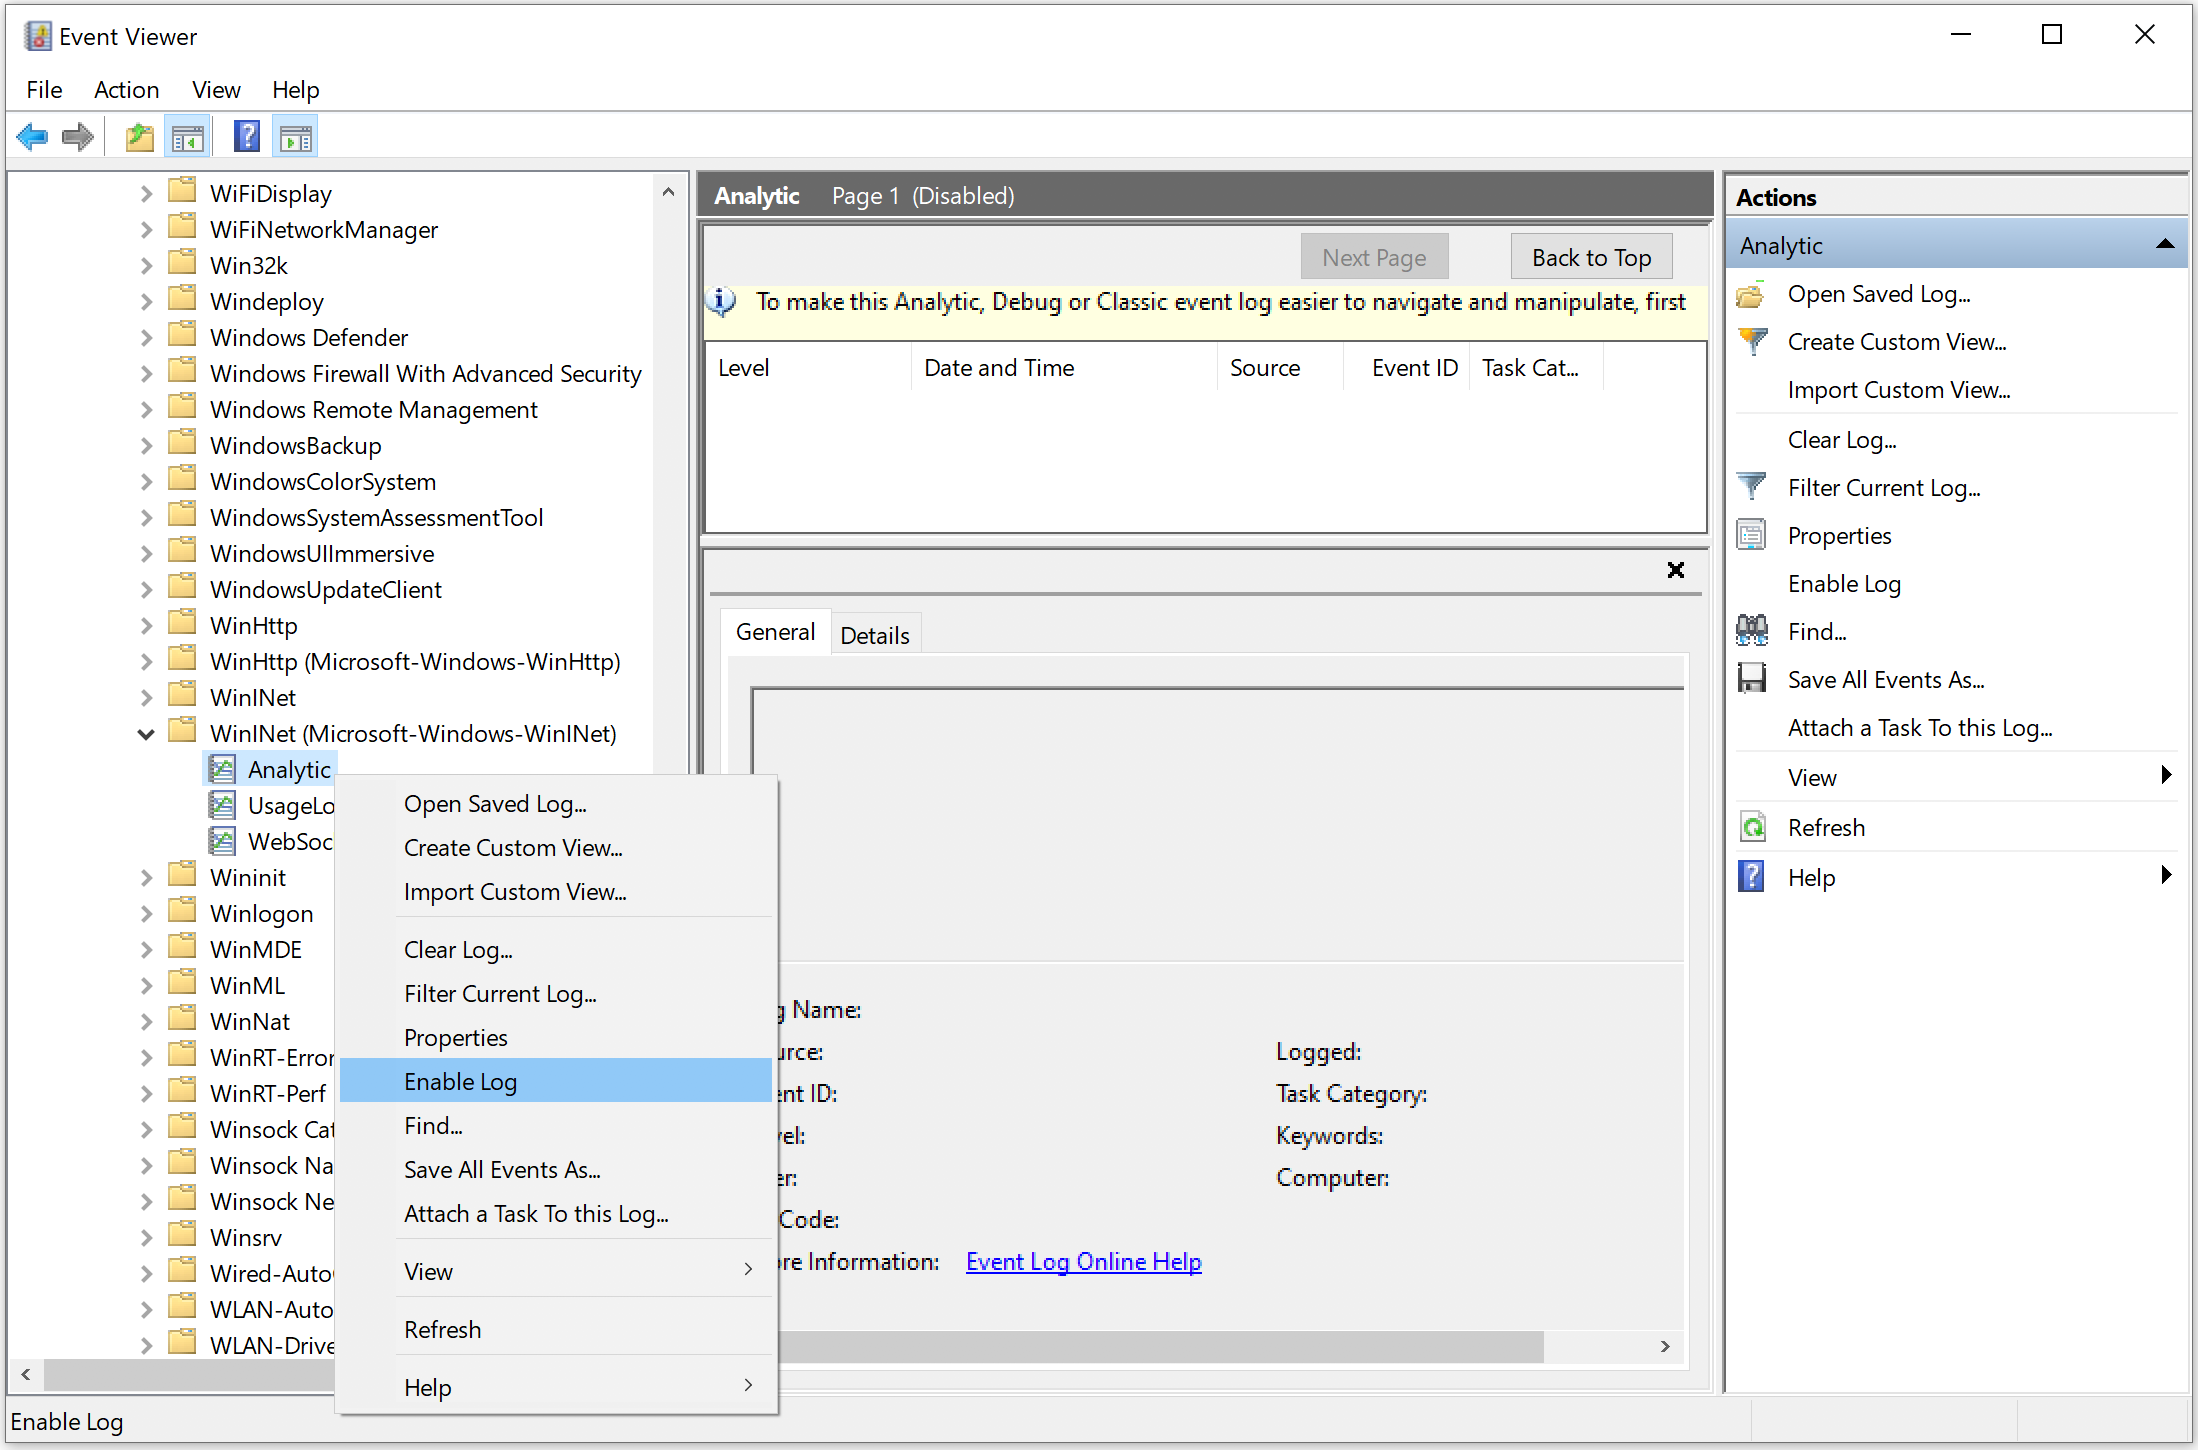 Event Viewer
File Action View Help
WiFiDisplay
WiFiNetworkManager
Win32k
Windeploy
Windows Defender
Windows Firewall With Advanced Security
Windows Remote Management
WindowsBackup
WindowsColorSystem
WindowsSystemAssessmentTool
WindowsUIImmersive
WindowsUpdateClient
WinHttp
WinHttp (Microsoft-Windows-WinHttp)
WinINet
WinINet (Microsoft-Windows-WinINet)
Analytic
UsageLo
WebSoc
Wininit
Winlogon
WinMDE
WinML
WinNat
WinRT-Error
WinRT-Perf
Winsock Cat
Winsock Na
Winsock Ne
Winsrv
Wired-Auto
WLAN-Auto
WLAN-Drive
Open Saved Log...
Create Custom View...
Import Custom View...
Clear Log...
Filter Current Log...
Properties
Enable Log
Find...
Save All Events As...
Attach a Task To this Log...
View
Refresh
Help
Analytic Page 1 (Disabled)
Next Page Back to Top
To make this Analytic, Debug or Classic event log easier to navigate and manipulate, first
Level Date and Time Source Event ID Task Cat...
General Details
g Name:
urce: Logged:
ent ID: Task Category:
vel: Keywords:
er: Computer:
Code:
re Information: Event Log Online Help
Actions
Analytic
Open Saved Log...
Create Custom View...
Import Custom View...
Clear Log...
Filter Current Log...
Properties
Enable Log
Find...
Save All Events As...
Attach a Task To this Log...
View
Refresh
Help
Enable Log